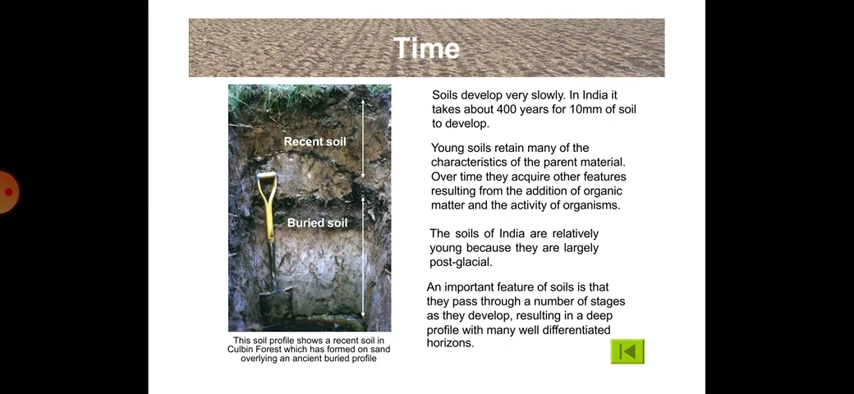 Time
Soils develop very slowly. In India it
takes about 400 years for 10mm of soil
to develop.
Young soils retain many of the
characteristics of the parent material.
Over time they acquire other features
resulting from the addition of organic
matter and the activity of organisms.
The soils of India are relatively
young because they are largely
post-glacial.
An important feature of soils is that
they pass through a number of stages
as they develop, resulting in a deep
profile with many well differentiated
horizons.
Recent soil
Buried soil
This soil profile shows a recent soil in
Culbin Forest which has formed on sand
overlying an ancient buried profile